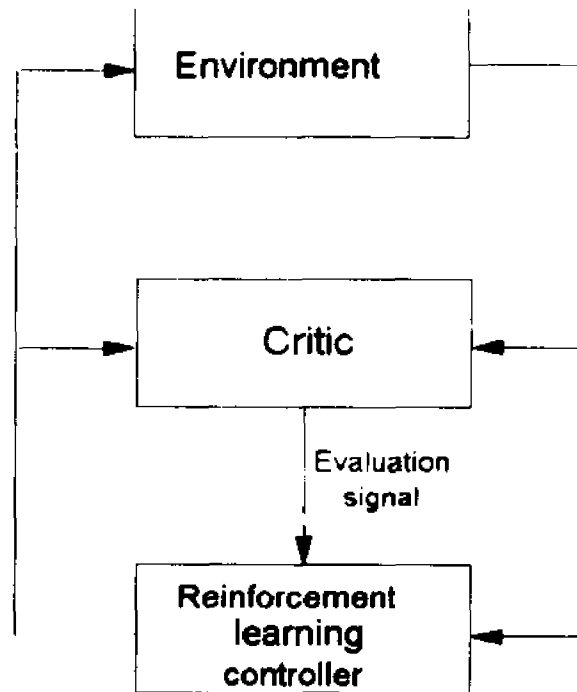 Environment
Critic
Evaluation
signal
Reinforcement
learning
controller